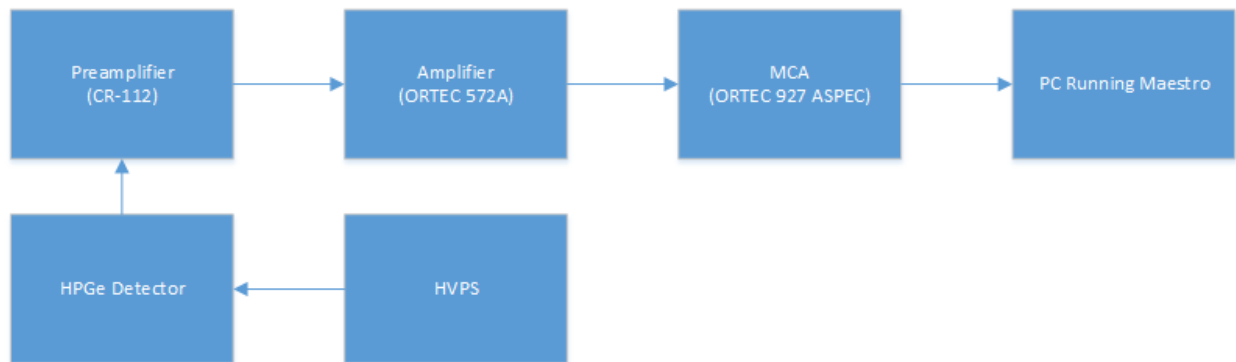 Preamplifier
(CR-112)
Amplifier
(ORTEC 572A)
MCA
(ORTEC 927 ASPEC)
PC Running Maestro
HPGe Detector
HVPS